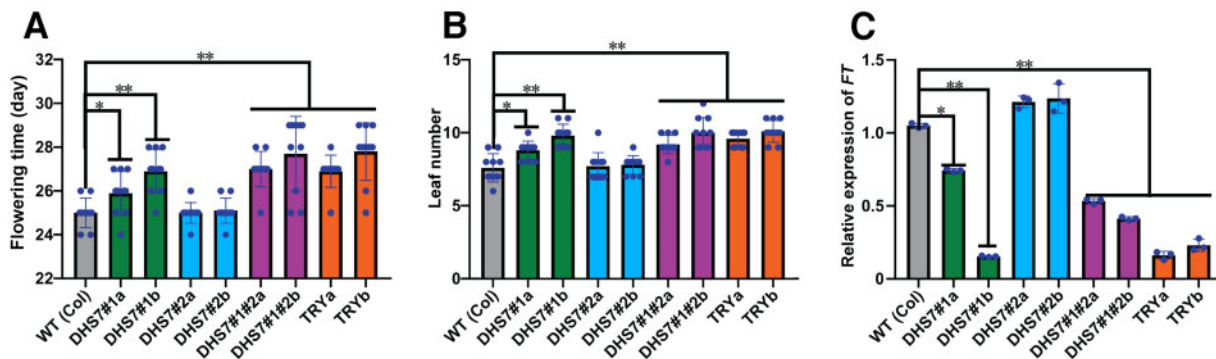 A
Flowering time (day)
30
28
26
24
22
*
**
**
WT (Col)
DHS7#1a
DHS7#1b
DHS7#2a
DHS7#2b
DHS7#1#2a
DHS7#1#2b
TRYa
TRYb
B
Leaf number
15
10
5
0
*
**
**
WT (Col)
DHS7#1a
DHS7#1b
DHS7#2a
DHS7#2b
DHS7#1#2a
DHS7#1#2b
TRYa
TRYb
C
Relative expression of FT
1.5
1.0
0.5
0
*
**
**
WT (Col)
DHS7#1a
DHS7#1b
DHS7#2a
DHS7#2b
DHS7#1#2a
DHS7#1#2b
TRYa
TRYb